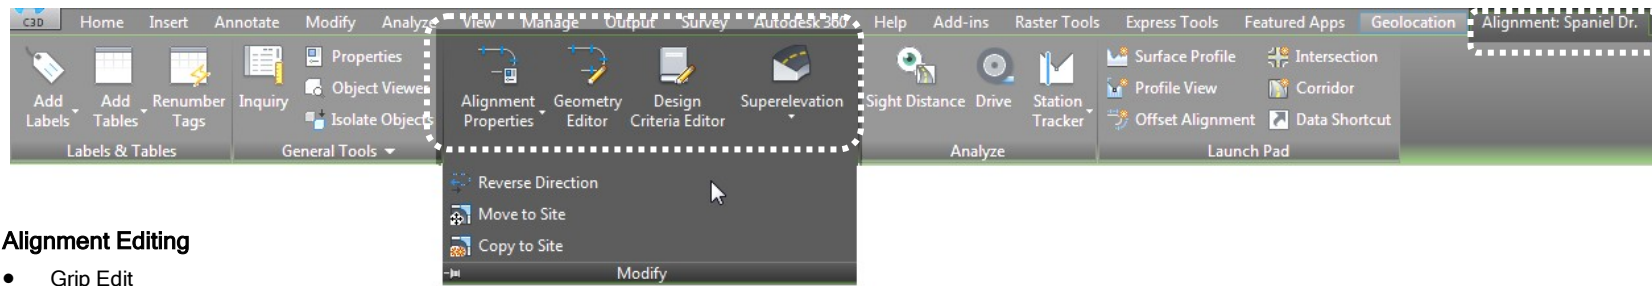 C3D Home Insert Annotate Modify Analyze View Manage Output Survey Autodesk 360 Help Add-ins Raster Tools Express Tools Featured Apps Geolocation Alignment: Spaniel Dr.
Add Labels
Add Tables
Renumber Tags
Labels & Tables
Inquiry
Properties
Object Viewer
Isolate Objects
General Tools
Alignment Properties
Geometry Editor
Design Criteria Editor
Superelevation
Reverse Direction
Move to Site
Copy to Site
Modify
Sight Distance
Drive
Station Tracker
Analyze
Surface Profile
Profile View
Offset Alignment
Intersection
Corridor
Data Shortcut
Launch Pad
Alignment Editing
• Grip Edit